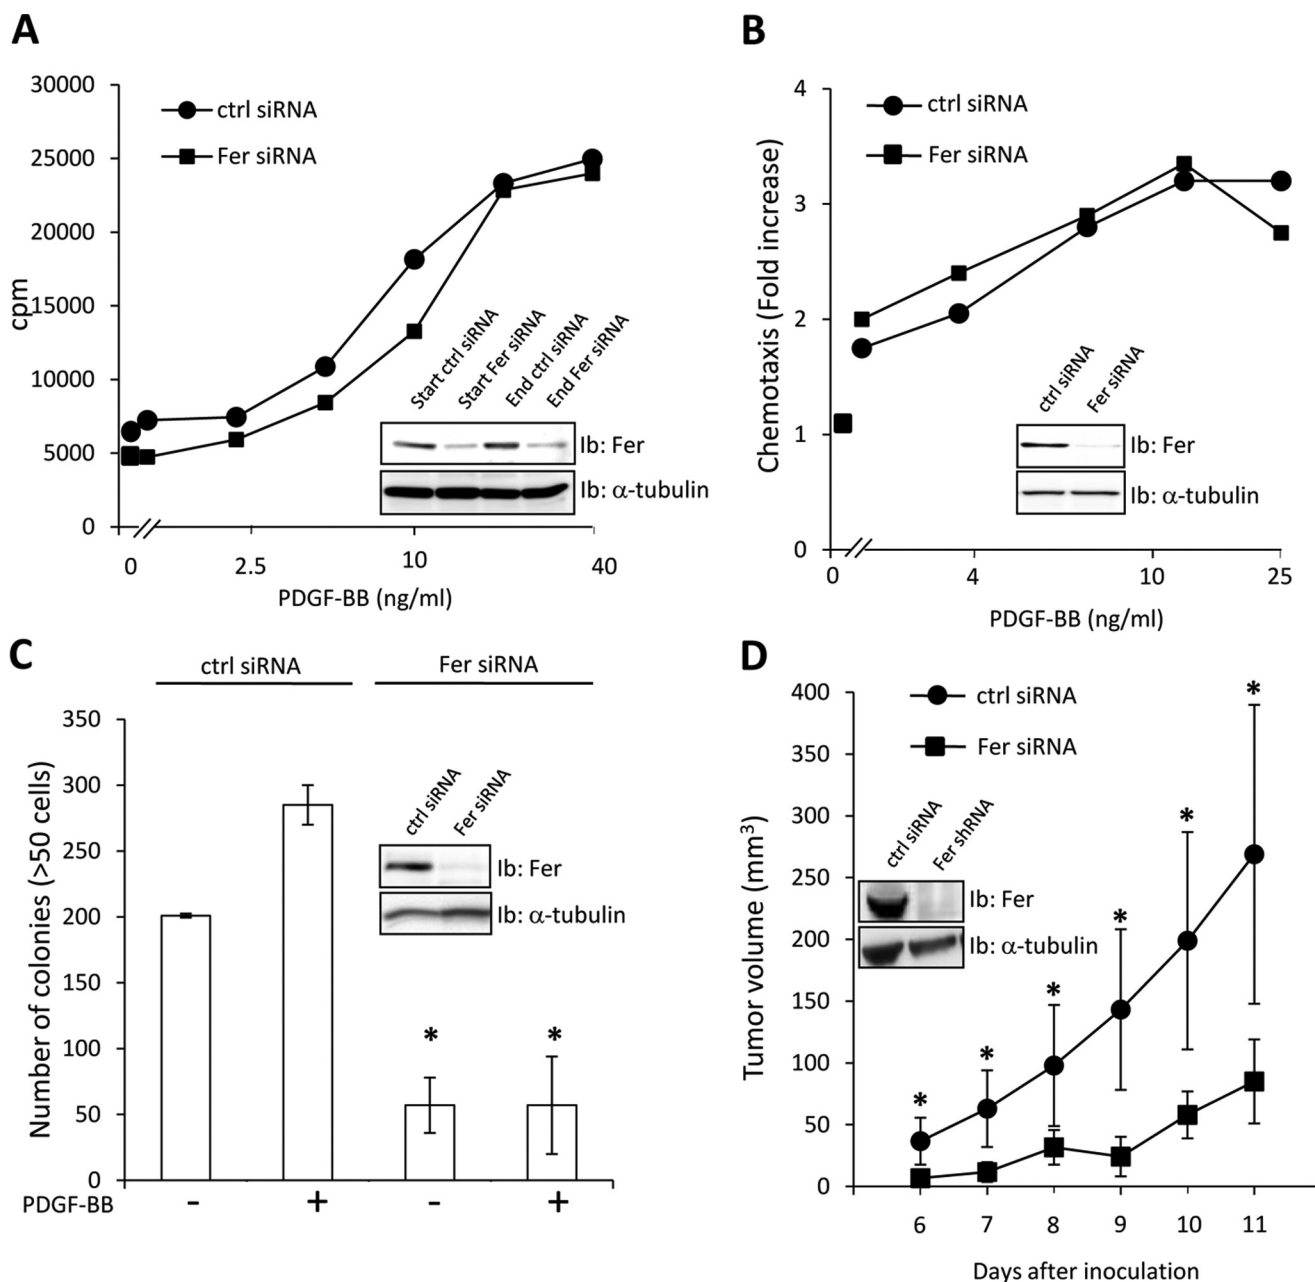 A
30000
25000
20000
15000
10000
5000
0
cpm
ctrl siRNA
Fer siRNA
Start ctrl siRNA
Start Fer siRNA
End ctrl siRNA
End Fer siRNA
Ib: Fer
Ib: α-tubulin
0 2.5 10 40
PDGF-BB (ng/ml)
B
4
3
2
1
0
Chemotaxis (Fold increase)
ctrl siRNA
Fer siRNA
ctrl siRNA
Fer siRNA
Ib: Fer
Ib: α-tubulin
0 4 10 25
PDGF-BB (ng/ml)
C
ctrl siRNA Fer siRNA
350
300
250
200
150
100
50
0
Number of colonies (>50 cells)
ctrl siRNA
Fer siRNA
Ib: Fer
Ib: α-tubulin
* *
PDGF-BB - + - +
D
400
350
300
250
200
150
100
50
0
Tumor volume (mm³)
ctrl siRNA
Fer siRNA
ctrl siRNA
Fer shRNA
Ib: Fer
Ib: α-tubulin
* * * * * *
6 7 8 9 10 11
Days after inoculation